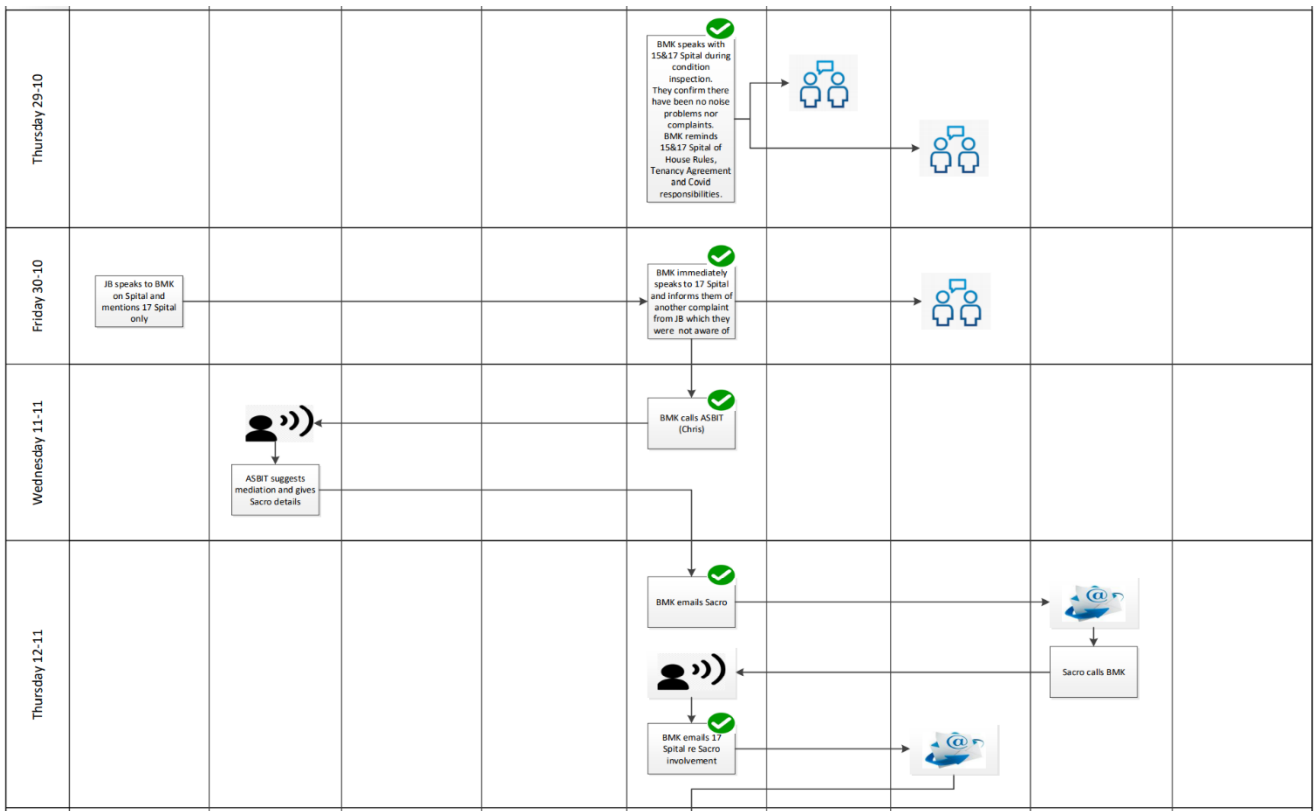 Thursday 29-10
BMK speaks with
15&17 Spital during
condition
inspection.
They confirm there
have been no noise
problems nor
complaints.
BMK reminds
15&17 Spital of
House Rules,
Tenancy Agreement
and Covid
responsibilities.
Friday 30-10
JB speaks to BMK
on Spital and
mentions 17 Spital
only
BMK immediately
speaks to 17 Spital
and informs them of
another complaint
from JB which they
were not aware of
Wednesday 11-11
BMK calls ASBIT
(Chris)
ASBIT suggests
mediation and gives
Sacro details
Thursday 12-11
BMK emails Sacro
@
Sacro calls BMK
BMK emails 17
Spital re Sacro
involvement
@